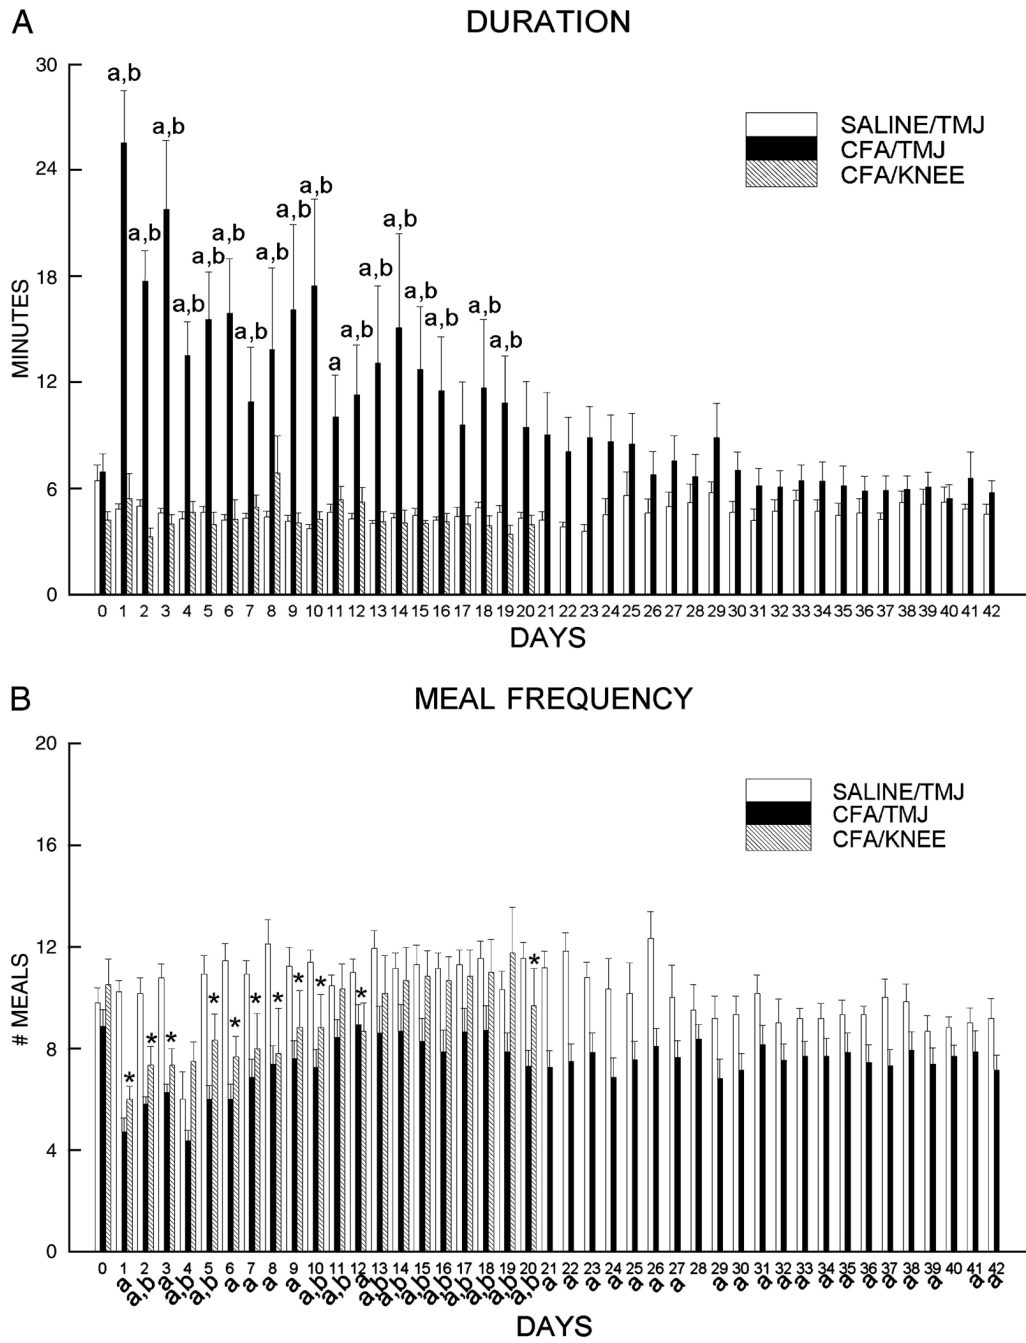 A
DURATION
30
24
18
12
6
0
MINUTES
SALINE/TMJ
CFA/TMJ
CFA/KNEE
a,b
a,b
a,b
a,b
a,b
a,b
a,b
a,b
a,b
a,b
a
a,b
a,b
a,b
a,b
a,b
a,b
a,b
0 1 2 3 4 5 6 7 8 9 10 11 12 13 14 15 16 17 18 19 20 21 22 23 24 25 26 27 28 29 30 31 32 33 34 35 36 37 38 39 40 41 42
DAYS
B
MEAL FREQUENCY
20
16
12
8
4
0
# MEALS
SALINE/TMJ
CFA/TMJ
CFA/KNEE
* * * * * * * * * * *
0 1 2 3 4 5 6 7 8 9 10 11 12 13 14 15 16 17 18 19 20 21 22 23 24 25 26 27 28 29 30 31 32 33 34 35 36 37 38 39 40 41 42
a a,b a a,b a,b a a a a a,b a,b a a,b a,b a,b a,b a,b a,b a,b a,b a a a a a a a a a a a a a a a a a a a a
DAYS